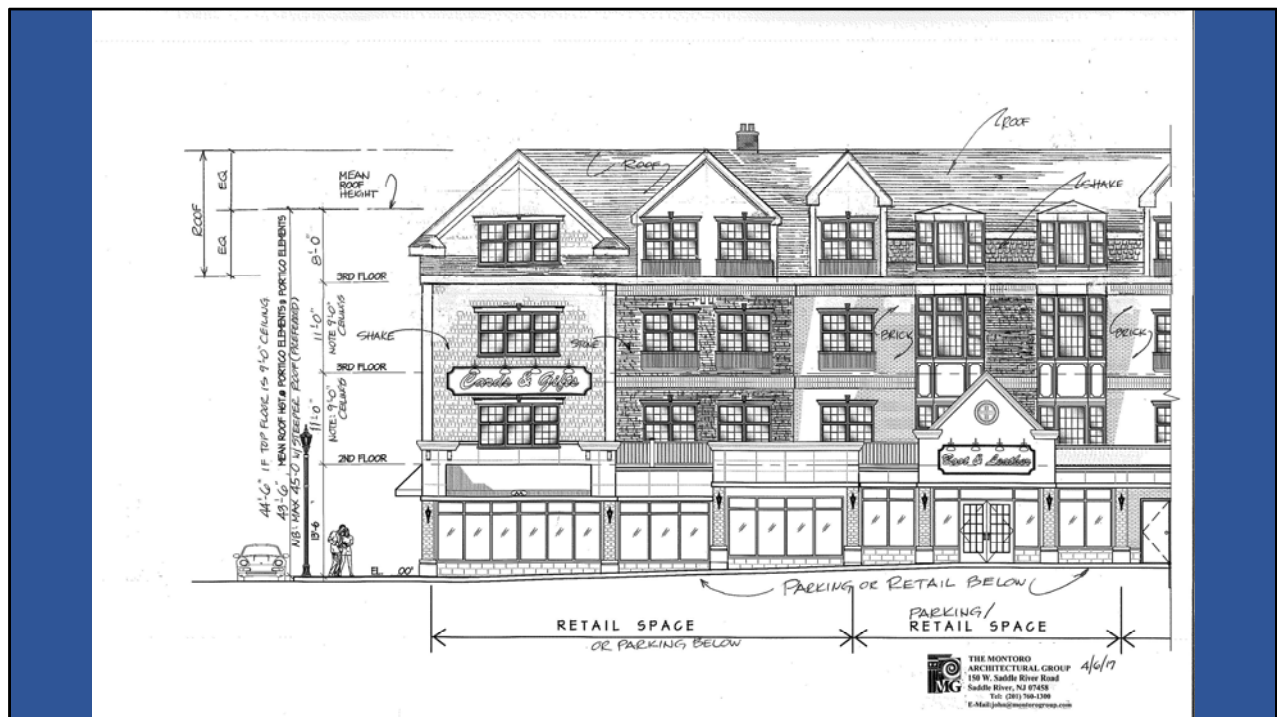 ROOF
ROOF
MEAN
ROOF
HEIGHT
SHAKE
EQ
EQ
ROOF
8'-0"
3RD FLOOR
11'-0"
NOTE 9'-0"
CEILINGS
SHAKE
STONE
BRICK
BRICK
3RD FLOOR
Cards & Gifts
11'-0"
NOTE: 9'-0"
CEILINGS
2ND FLOOR
& Leather
44'-6" IF TOP FLOOR IS 9'-0" CEILING
43'-6" MEAN ROOF HGT. @ PORTICO ELEMENTS @ PORTICO ELEMENTS
NB: MAX 45'-0 W/STEEPER ROOF (PREFERRED)
13'-6"
EL. 00'
PARKING OR RETAIL BELOW
RETAIL SPACE
OR PARKING BELOW
PARKING/
RETAIL SPACE
MG
THE MONTORO
ARCHITECTURAL GROUP
150 W. Saddle River Road
Saddle River, NJ 07458
Tel: (201) 760-1300
E-Mail:john@montorogroup.com
4/6/17